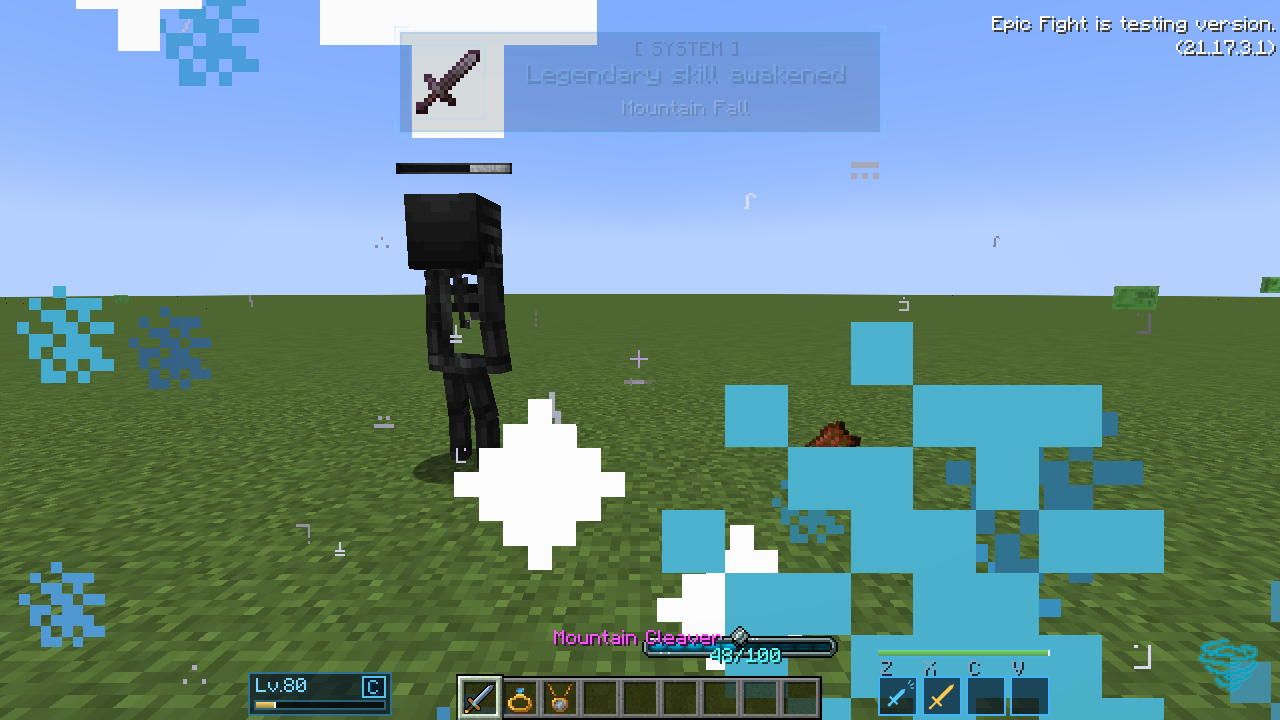 Epic Fight is testing version.
(21.17.3.1)
[ SYSTEM ]
Legendary skill awakened
Mountain Fall
Mountain Cleaver
48/100
Lv.80
C
Z X C V